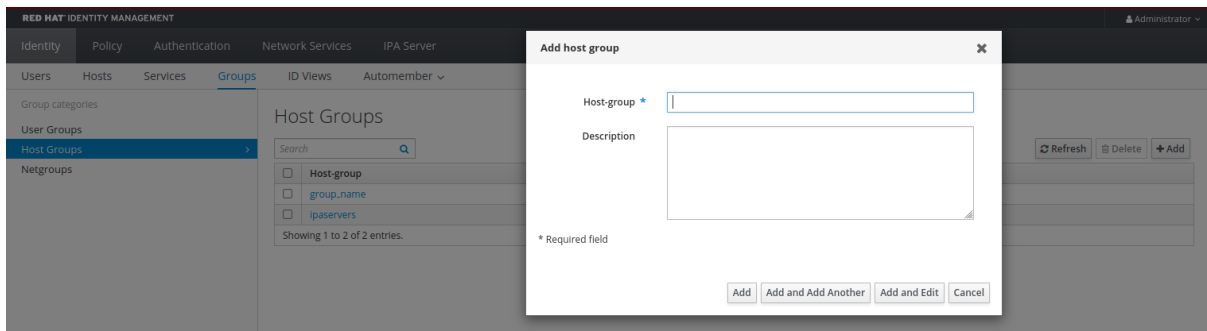 RED HAT® IDENTITY MANAGEMENT
Administrator
Identity Policy Authentication Network Services IPA Server
Users Hosts Services Groups ID Views Automember
Group categories
User Groups
Host Groups
Netgroups
Host Groups
Search
Refresh Delete Add
Host-group
group_name
ipaservers
Showing 1 to 2 of 2 entries.
Add host group
Host-group *
Description
* Required field
Add Add and Add Another Add and Edit Cancel